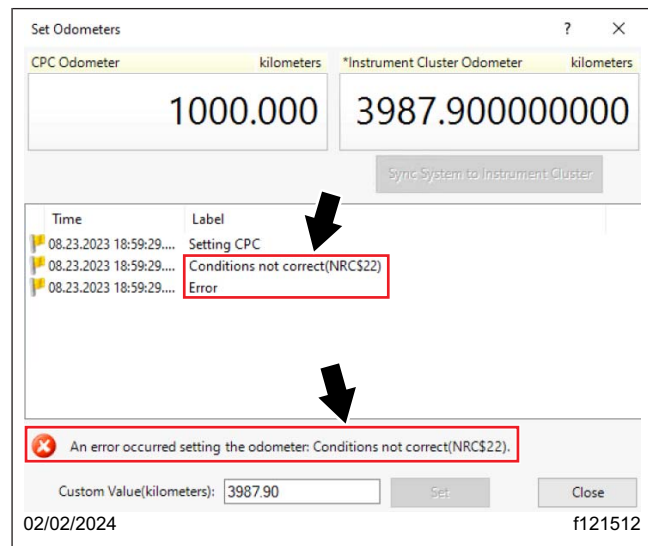 Set Odometers ? ×
CPC Odometer kilometers *Instrument Cluster Odometer kilometers
1000.000 3987.900000000
Sync System to Instrument Cluster
Time Label
08.23.2023 18:59:29.... Setting CPC
08.23.2023 18:59:29.... Conditions not correct(NRC$22)
08.23.2023 18:59:29.... Error
An error occurred setting the odometer: Conditions not correct(NRC$22).
Custom Value(kilometers): 3987.90 Set Close
02/02/2024 f121512